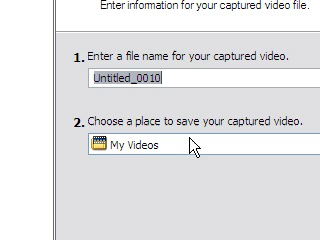 Enter information for your captured video file.
1. Enter a file name for your captured video.
Untitled_0010
2. Choose a place to save your captured video.
My Videos